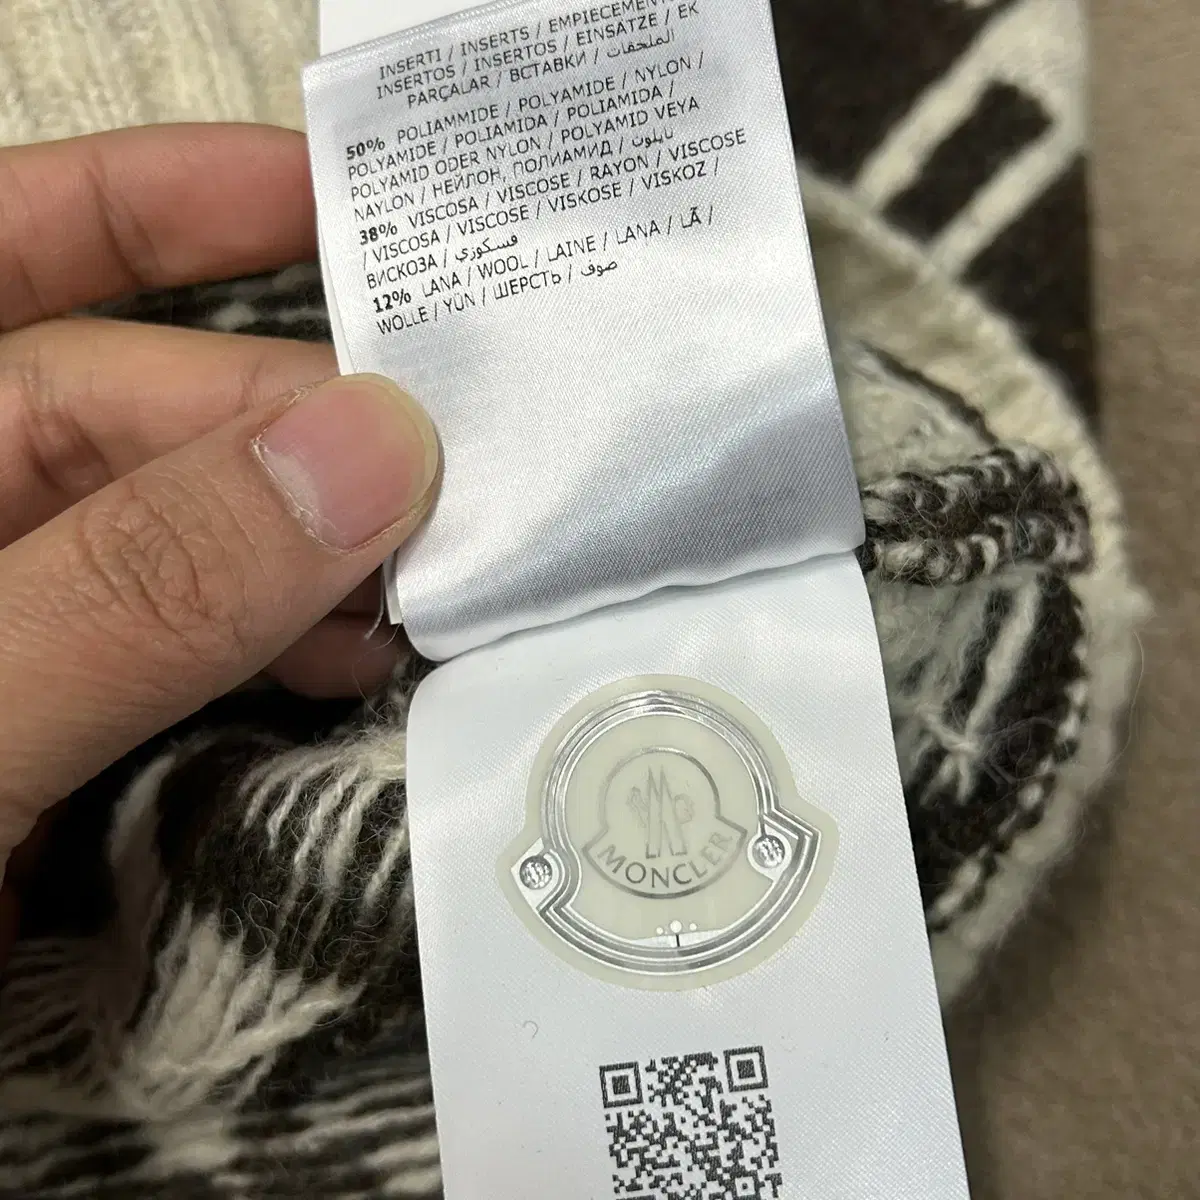 INSERTI / INSERTS / EMPIECEMENT
INSERTOS / INSERTOS / EINSÄTZE / EK
PARÇALAR / ВСТАВКИ / الملحقات
50% POLIAMMIDE / POLYAMIDE / NYLON /
POLYAMIDE / POLIAMIDA / POLIAMIDA /
POLYAMID ODER NYLON / POLYAMID VEYA
NAYLON / НЕЙЛОН, ПОЛИАМИД / نايلون
38% VISCOSA / VISCOSE / RAYON / VISCOSE
/ VISCOSA / VISCOSE / VISKOSE / VISKOZ /
ВИСКОЗА / فسكوزي
12% LANA / WOOL / LAINE / LANA / LÃ /
WOLLE / YÜN / ШЕРСТЬ / صوف
MONCLER